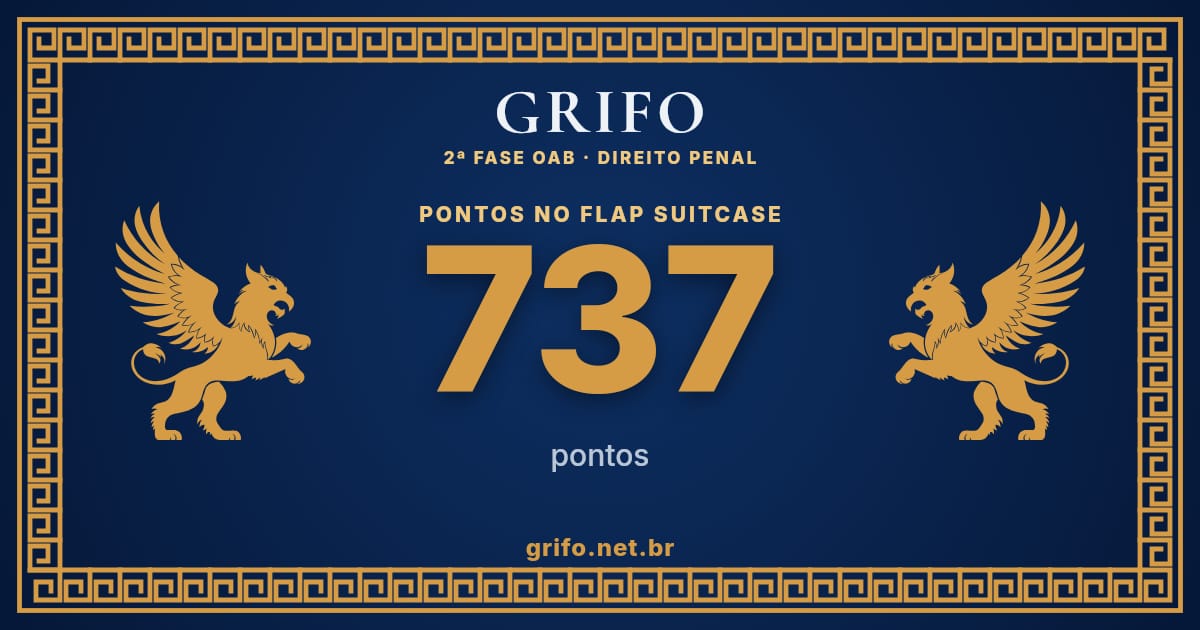 GRIFO
2ª FASE OAB · DIREITO PENAL
PONTOS NO FLAP SUITCASE
737
pontos
grifo.net.br